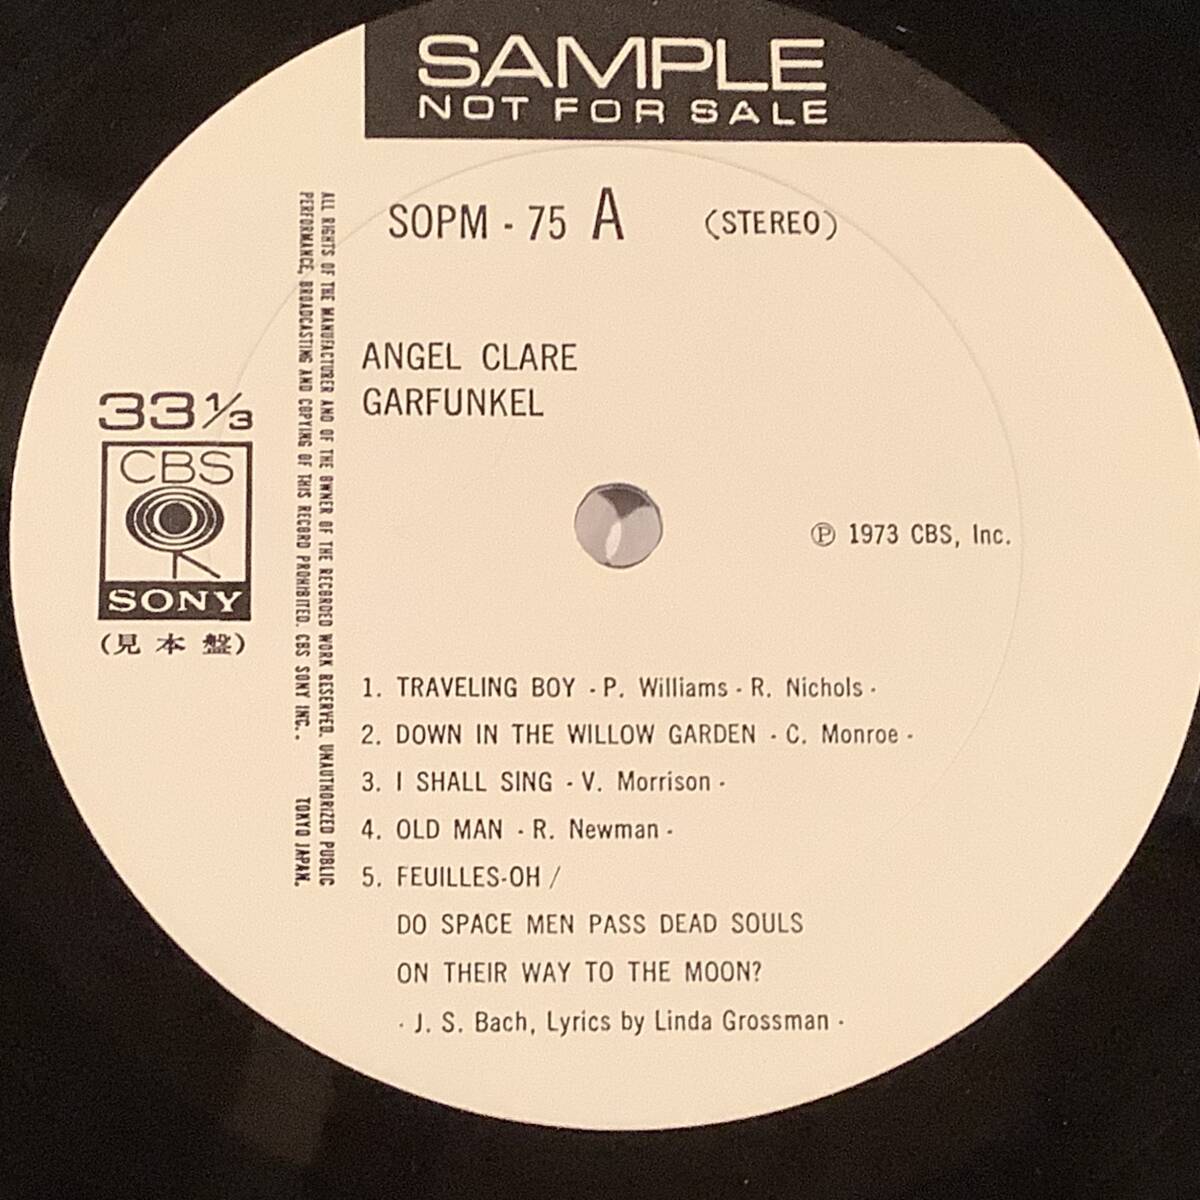 SAMPLE
NOT FOR SALE
SOPM - 75 A (STEREO)
ANGEL CLARE
GARFUNKEL
33 1/3
CBS
SONY
(見本盤)
ALL RIGHTS OF THE MANUFACTURER AND OF THE OWNER OF THE RECORDED WORK RESERVED. UNAUTHORIZED PUBLIC
PERFORMANCE, BROADCASTING AND COPYING OF THIS RECORD PROHIBITED. CBS SONY INC.. TOKYO JAPAN.
℗ 1973 CBS, Inc.
1. TRAVELING BOY - P. Williams - R. Nichols -
2. DOWN IN THE WILLOW GARDEN - C. Monroe -
3. I SHALL SING - V. Morrison -
4. OLD MAN - R. Newman -
5. FEUILLES-OH /
DO SPACE MEN PASS DEAD SOULS
ON THEIR WAY TO THE MOON?
- J. S. Bach, Lyrics by Linda Grossman -